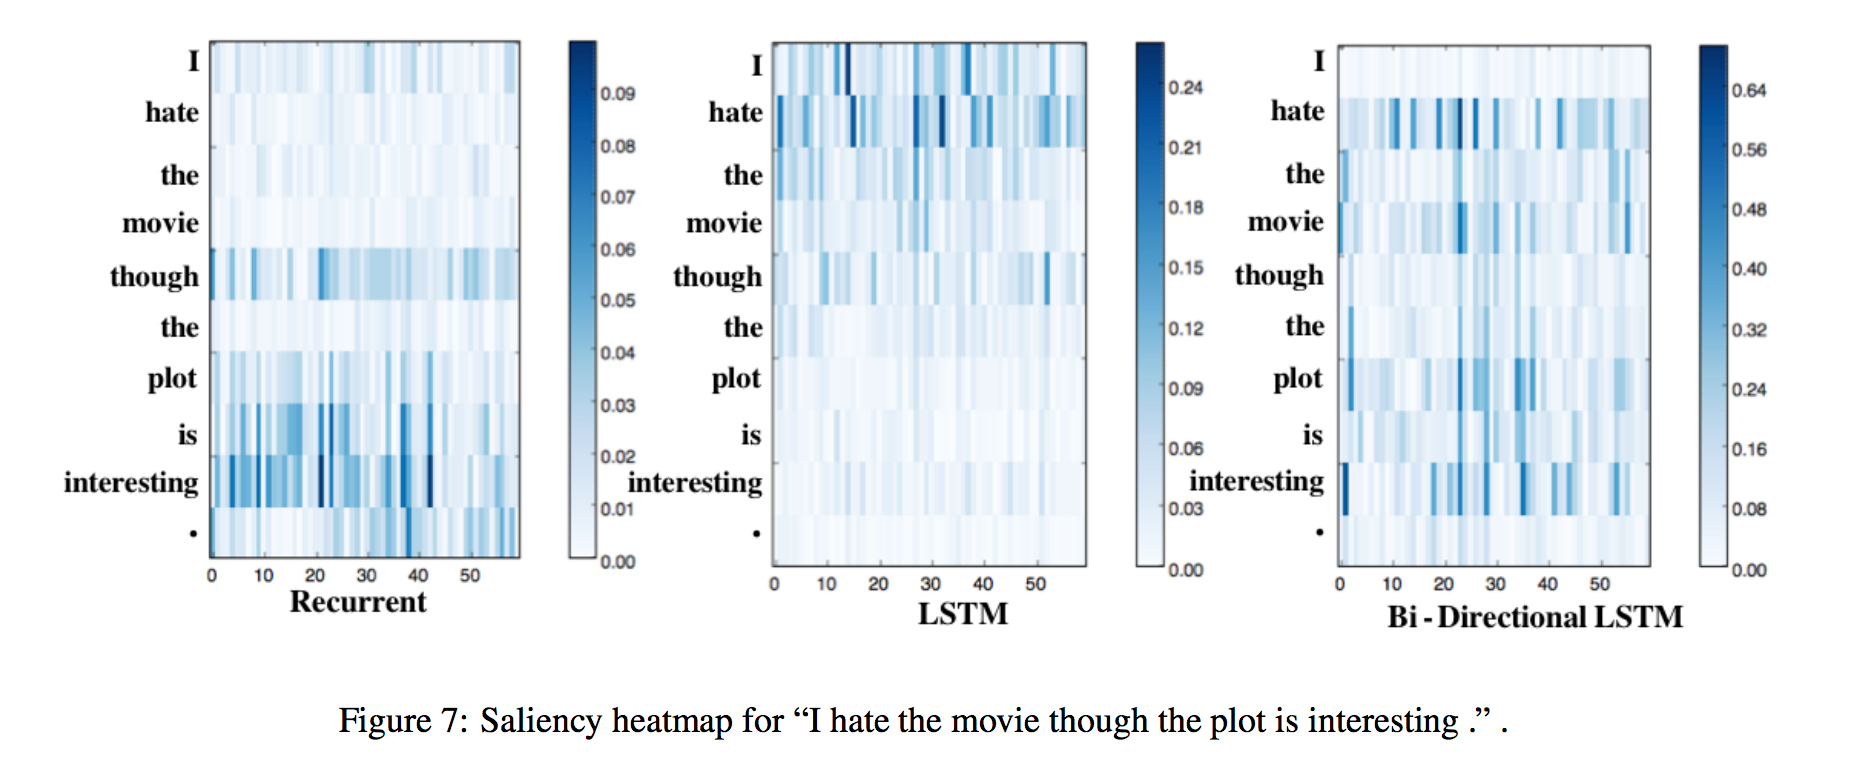 I
hate
the
movie
though
the
plot
is
interesting
.
0.09
0.08
0.07
0.06
0.05
0.04
0.03
0.02
0.01
0.00
0 10 20 30 40 50
Recurrent
I
hate
the
movie
though
the
plot
is
interesting
.
0.24
0.21
0.18
0.15
0.12
0.09
0.06
0.03
0.00
0 10 20 30 40 50
LSTM
I
hate
the
movie
though
the
plot
is
interesting
.
0.64
0.56
0.48
0.40
0.32
0.24
0.16
0.08
0.00
0 10 20 30 40 50
Bi - Directional LSTM
Figure 7: Saliency heatmap for “I hate the movie though the plot is interesting .” .